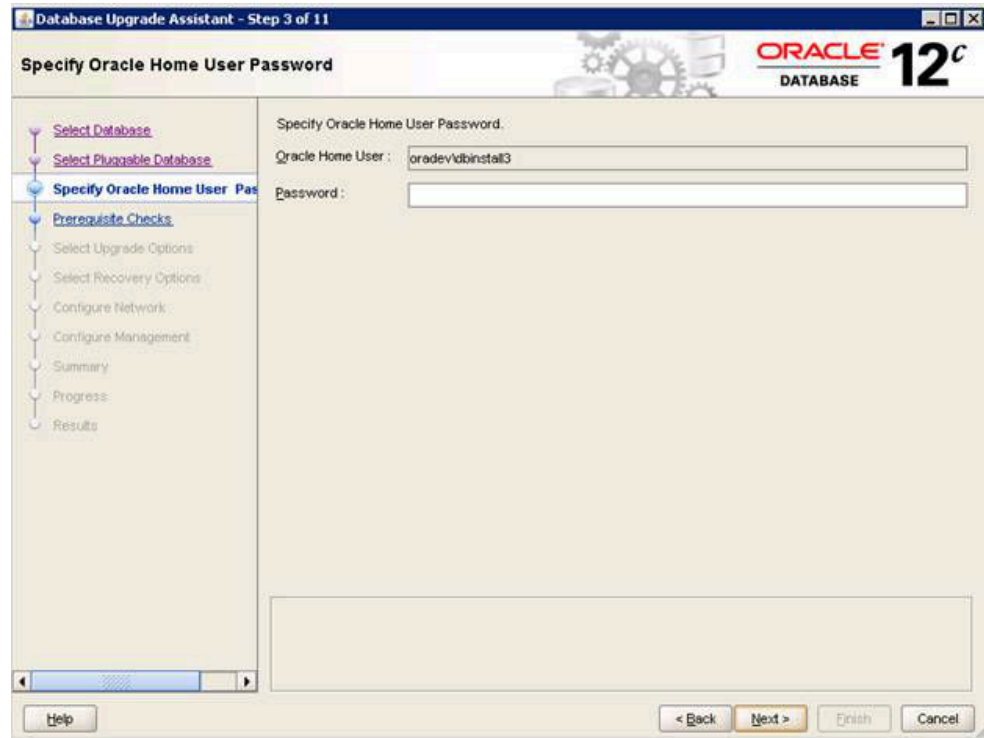 Database Upgrade Assistant - Step 3 of 11
Specify Oracle Home User Password
ORACLE
DATABASE
12c
Select Database
Select Pluggable Database
Specify Oracle Home User Pas
Prerequisite Checks
Select Upgrade Options
Select Recovery Options
Configure Network
Configure Management
Summary
Progress
Results
Specify Oracle Home User Password.
Oracle Home User : oradev\dbinstall3
Password :
Help
< Back
Next >
Finish
Cancel